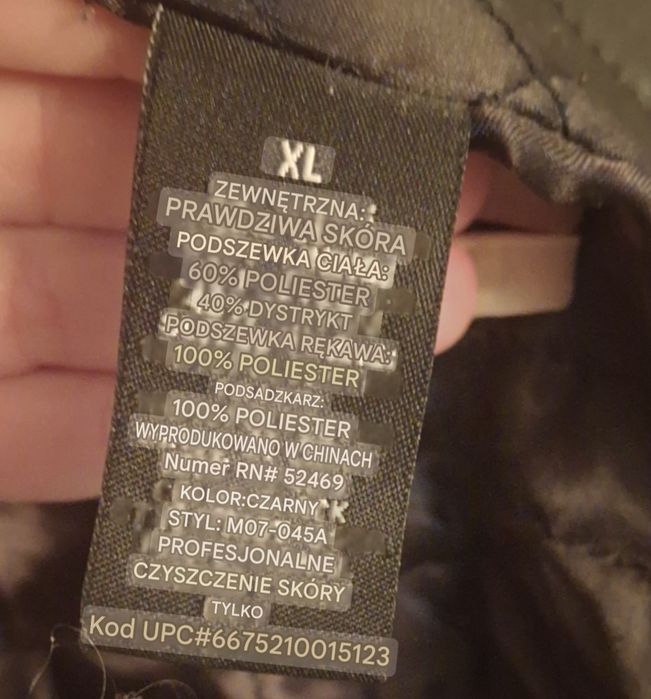 XL
ZEWNĘTRZNA:
PRAWDZIWA SKÓRA
PODSZEWKA CIAŁA:
60% POLIESTER
40% DYSTRYKT
PODSZEWKA RĘKAWA:
100% POLIESTER
PODSADZKARZ:
100% POLIESTER
WYPRODUKOWANO W CHINACH
Numer RN# 52469
KOLOR:CZARNY
STYL: M07-045A
PROFESJONALNE
CZYSZCZENIE SKÓRY
TYLKO
Kod UPC#6675210015123